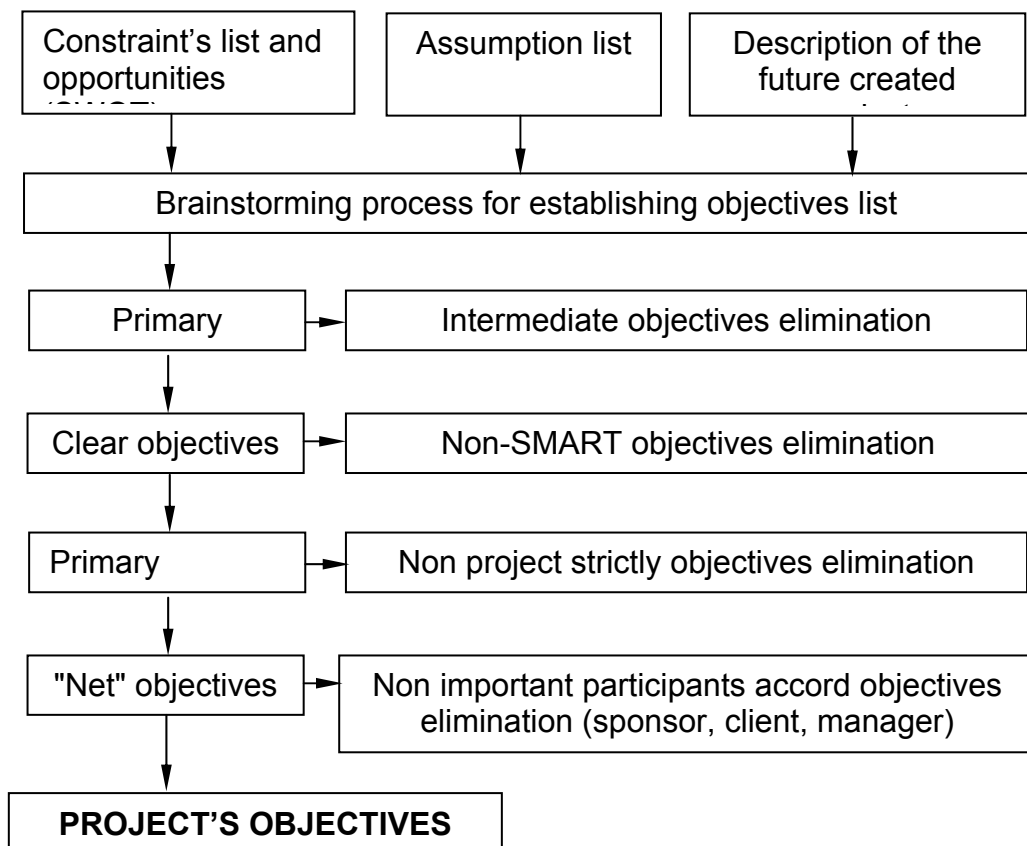 Constraint's list and
opportunities
Assumption list
Description of the
future created
Brainstorming process for establishing objectives list
Primary
Intermediate objectives elimination
Clear objectives
Non-SMART objectives elimination
Primary
Non project strictly objectives elimination
"Net" objectives
Non important participants accord objectives
elimination (sponsor, client, manager)
PROJECT'S OBJECTIVES